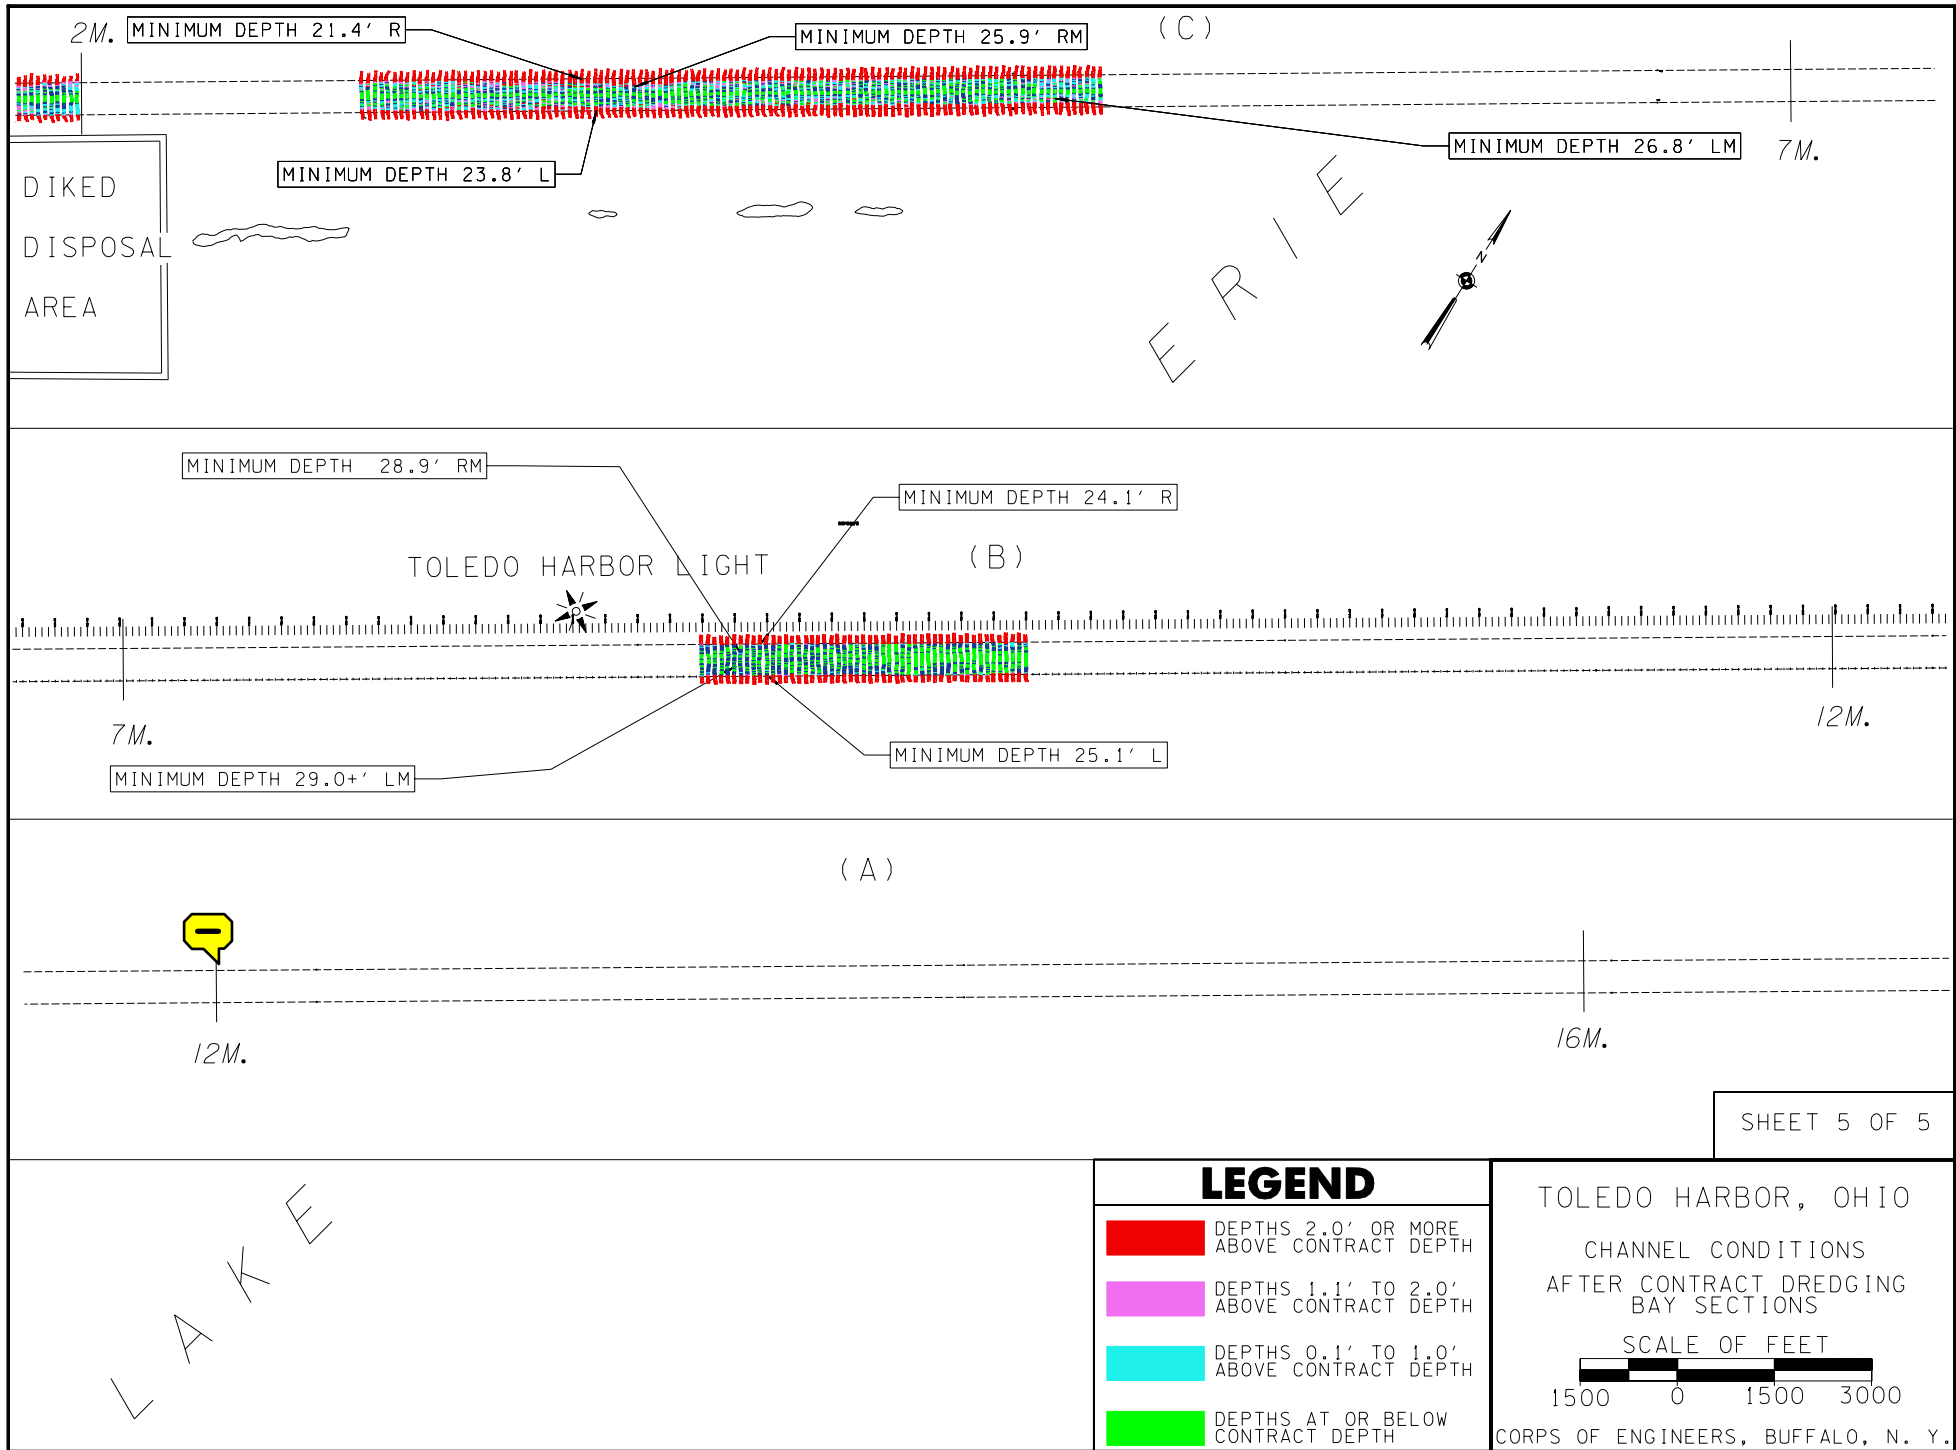 2M.
MINIMUM DEPTH 21.4' R
MINIMUM DEPTH 25.9' RM
(C)
MINIMUM DEPTH 23.8' L
MINIMUM DEPTH 26.8' LM
7M.
DIKED
DISPOSAL
AREA
ERIE
N
MINIMUM DEPTH 28.9' RM
MINIMUM DEPTH 24.1' R
TOLEDO HARBOR LIGHT
(B)
7M.
12M.
MINIMUM DEPTH 29.0+' LM
MINIMUM DEPTH 25.1' L
(A)
12M.
16M.
SHEET 5 OF 5
LAKE
LEGEND
DEPTHS 2.0' OR MORE
ABOVE CONTRACT DEPTH
DEPTHS 1.1' TO 2.0'
ABOVE CONTRACT DEPTH
DEPTHS 0.1' TO 1.0'
ABOVE CONTRACT DEPTH
DEPTHS AT OR BELOW
CONTRACT DEPTH
TOLEDO HARBOR, OHIO
CHANNEL CONDITIONS
AFTER CONTRACT DREDGING
BAY SECTIONS
SCALE OF FEET
1500 0 1500 3000
CORPS OF ENGINEERS, BUFFALO, N. Y.